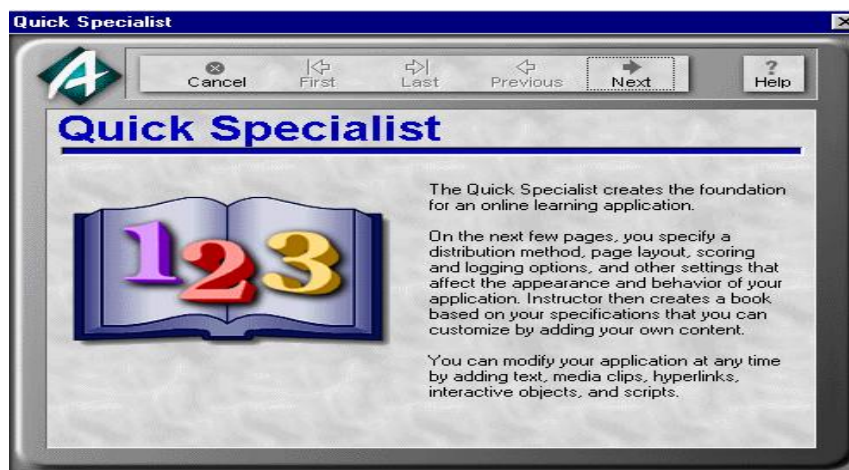 Quick Specialist
Cancel
First
Last
Previous
Next
?
Help
Quick Specialist
1 2 3
The Quick Specialist creates the foundation
for an online learning application.
On the next few pages, you specify a
distribution method, page layout, scoring
and logging options, and other settings that
affect the appearance and behavior of your
application. Instructor then creates a book
based on your specifications that you can
customize by adding your own content.
You can modify your application at any time
by adding text, media clips, hyperlinks,
interactive objects, and scripts.